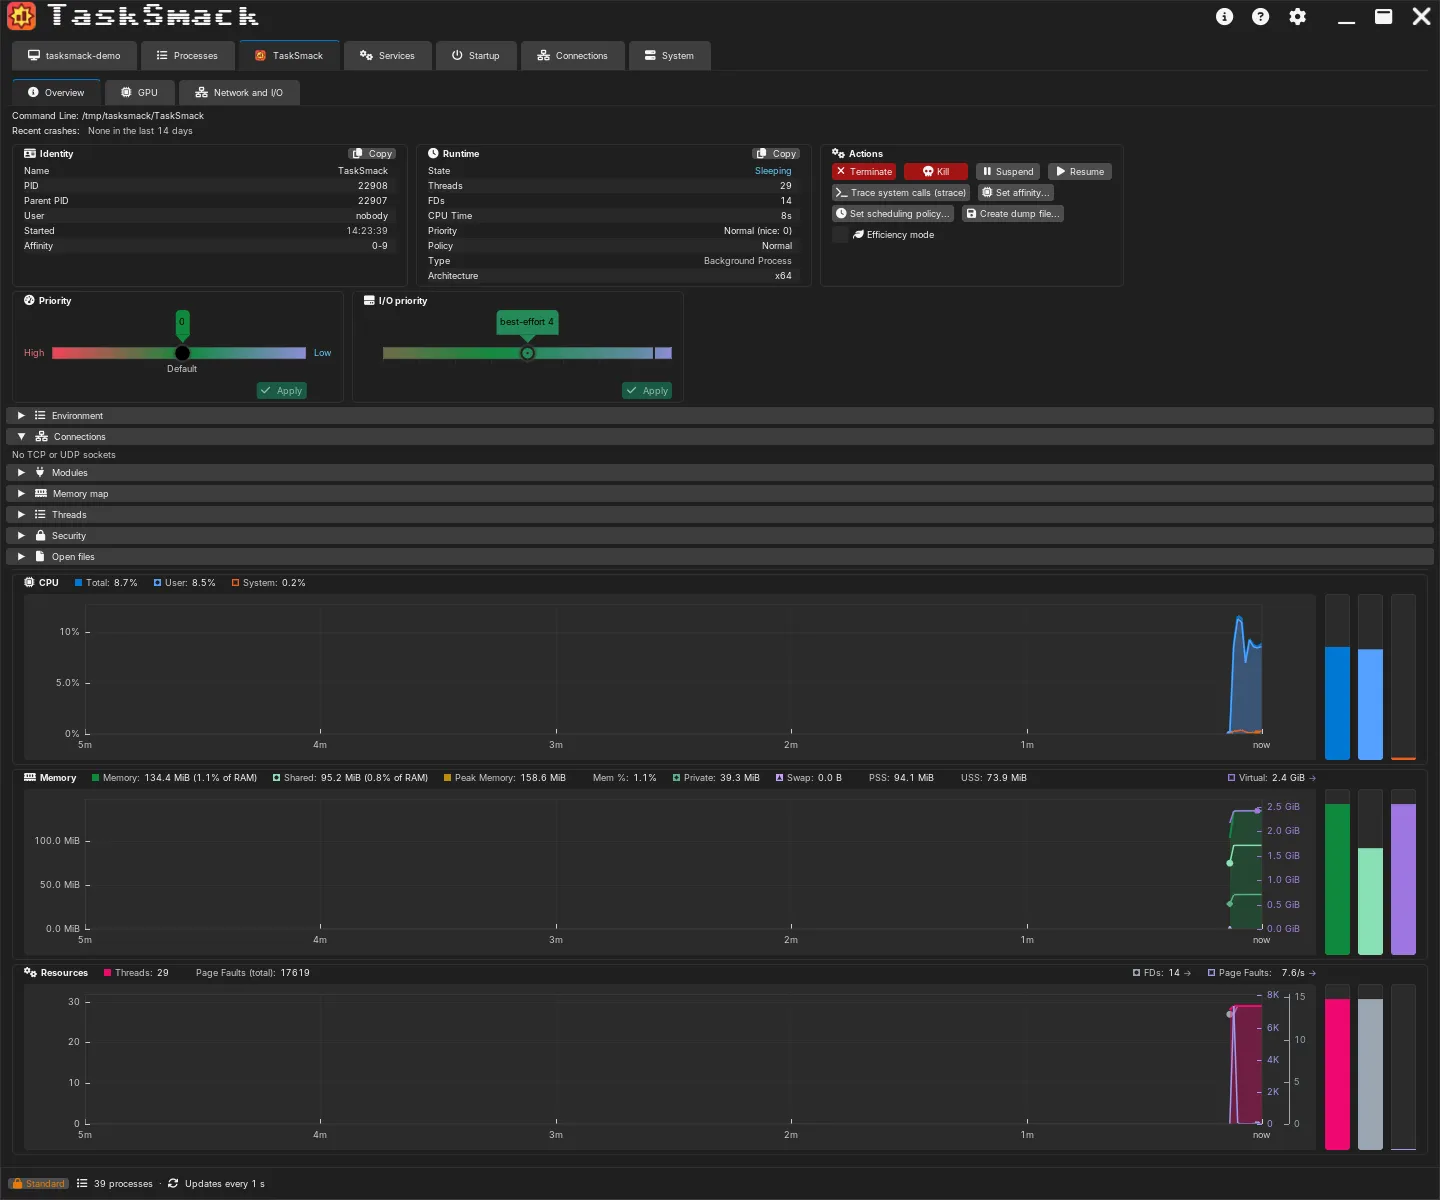 TaskSmack
tasksmack-demo Processes TaskSmack Services Startup Connections System
Overview GPU Network and I/O
Command Line: /tmp/tasksmack/TaskSmack
Recent crashes: None in the last 14 days
Identity Copy
Name TaskSmack
PID 22908
Parent PID 22907
User nobody
Started 14:23:39
Affinity 0-9
Runtime Copy
State Sleeping
Threads 29
FDs 14
CPU Time 8s
Priority Normal (nice: 0)
Policy Normal
Type Background Process
Architecture x64
Actions
Terminate Kill Suspend Resume
Trace system calls (strace) Set affinity...
Set scheduling policy... Create dump file...
Efficiency mode
Priority
0
High Low
Default
Apply
I/O priority
best-effort 4
Apply
Environment
Connections
No TCP or UDP sockets
Modules
Memory map
Threads
Security
Open files
CPU Total: 8.7% User: 8.5% System: 0.2%
10%
5.0%
0%
5m 4m 3m 2m 1m now
Memory Memory: 134.4 MiB (1.1% of RAM) Shared: 95.2 MiB (0.8% of RAM) Peak Memory: 158.6 MiB Mem %: 1.1% Private: 39.3 MiB Swap: 0.0 B PSS: 94.1 MiB USS: 73.9 MiB Virtual: 2.4 GiB →
100.0 MiB
50.0 MiB
0.0 MiB
2.5 GiB
2.0 GiB
1.5 GiB
1.0 GiB
0.5 GiB
0.0 GiB
5m 4m 3m 2m 1m now
Resources Threads: 29 Page Faults (total): 17619 FDs: 14 → Page Faults: 7.6/s →
30
20
10
0
8K
6K
4K
2K
0
15
10
5
0
5m 4m 3m 2m 1m now
Standard 39 processes · Updates every 1 s